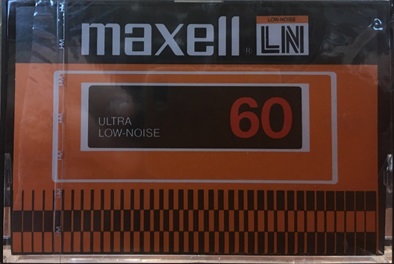 maxell
LOW-NOISE
LN
ULTRA
LOW-NOISE
60